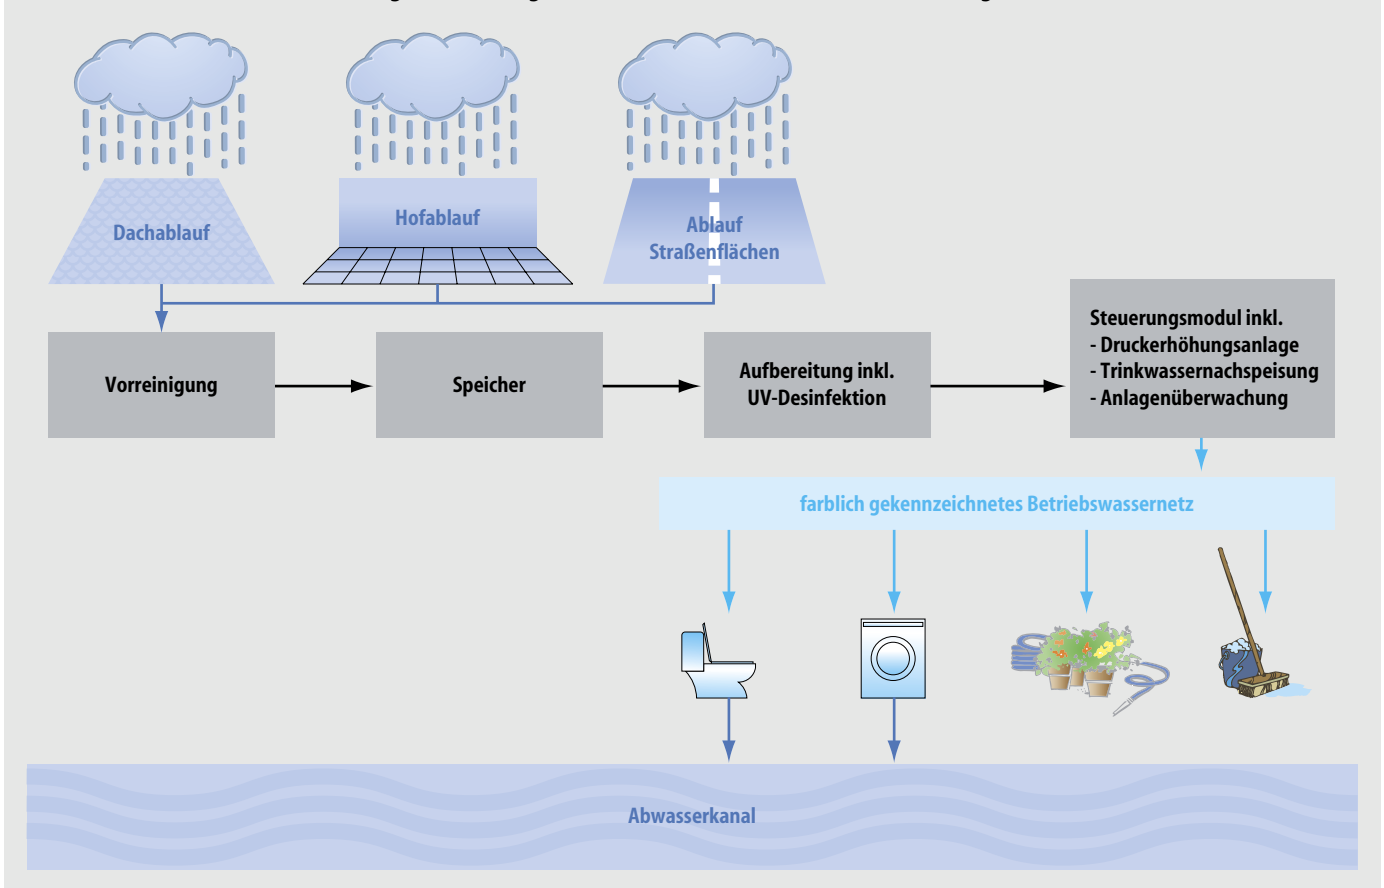 Dachablauf
Hofablauf
Ablauf
Straßenflächen
Vorreinigung
Speicher
Aufbereitung inkl.
UV-Desinfektion
Steuerungsmodul inkl.
- Druckerhöhungsanlage
- Trinkwassernachspeisung
- Anlagenüberwachung
farblich gekennzeichnetes Betriebswassernetz
Abwasserkanal